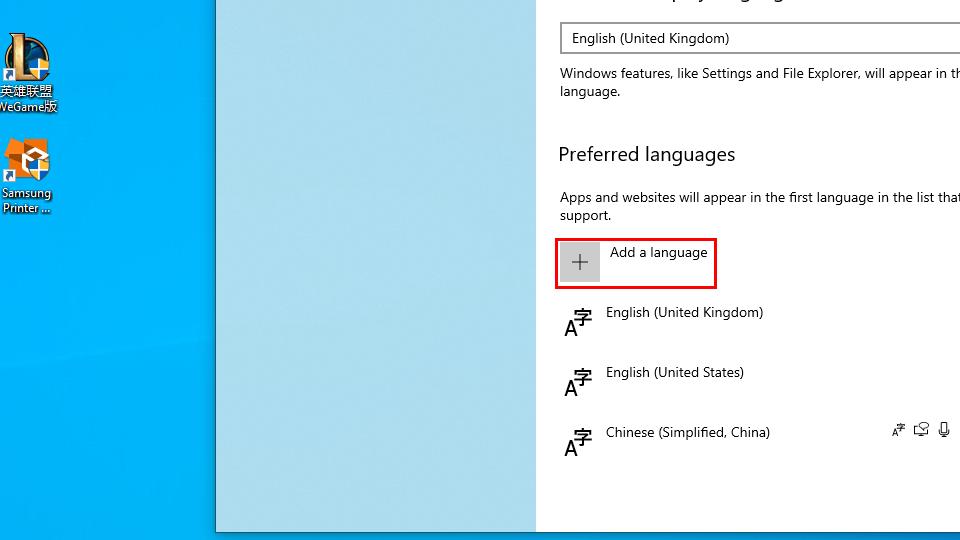 英雄联盟
WeGame版
Samsung
Printer ...
English (United Kingdom)
Windows features, like Settings and File Explorer, will appear in th
language.
Preferred languages
Apps and websites will appear in the first language in the list that
support.
Add a language
English (United Kingdom)
English (United States)
Chinese (Simplified, China)